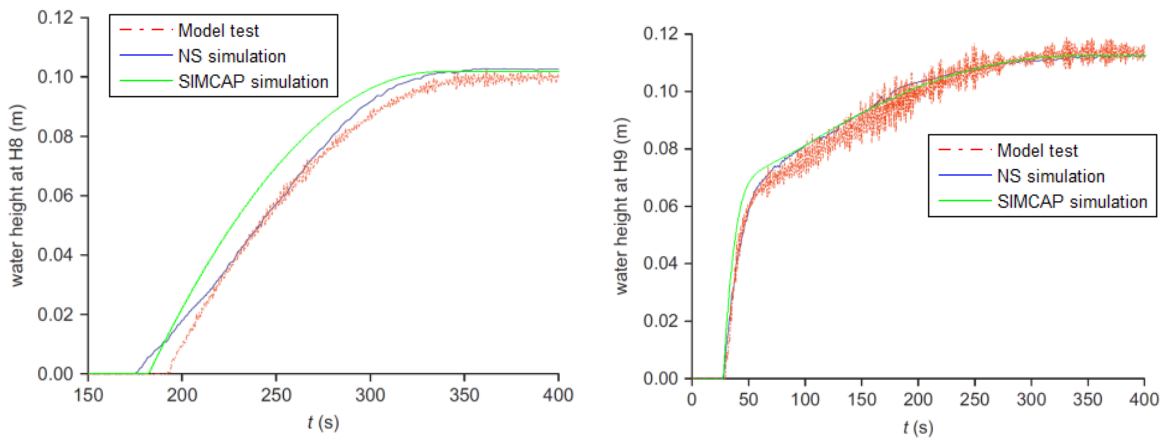 0.12
0.10
0.08
0.06
0.04
0.02
0.00
water height at H8 (m)
Model test
NS simulation
SIMCAP simulation
150 200 250 300 350 400
t (s)
0.12
0.10
0.08
0.06
0.04
0.02
0.00
water height at H9 (m)
Model test
NS simulation
SIMCAP simulation
0 50 100 150 200 250 300 350 400
t (s)